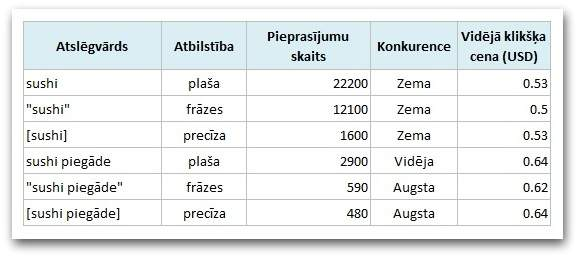 Atslēgvārds Atbilstība Pieprasījumu skaits Konkurence Vidējā klikšķa cena (USD)
sushi plaša 22200 Zema 0.53
"sushi" frāzes 12100 Zema 0.5
[sushi] precīza 1600 Zema 0.53
sushi piegāde plaša 2900 Vidēja 0.64
"sushi piegāde" frāzes 590 Augsta 0.62
[sushi piegāde] precīza 480 Augsta 0.64